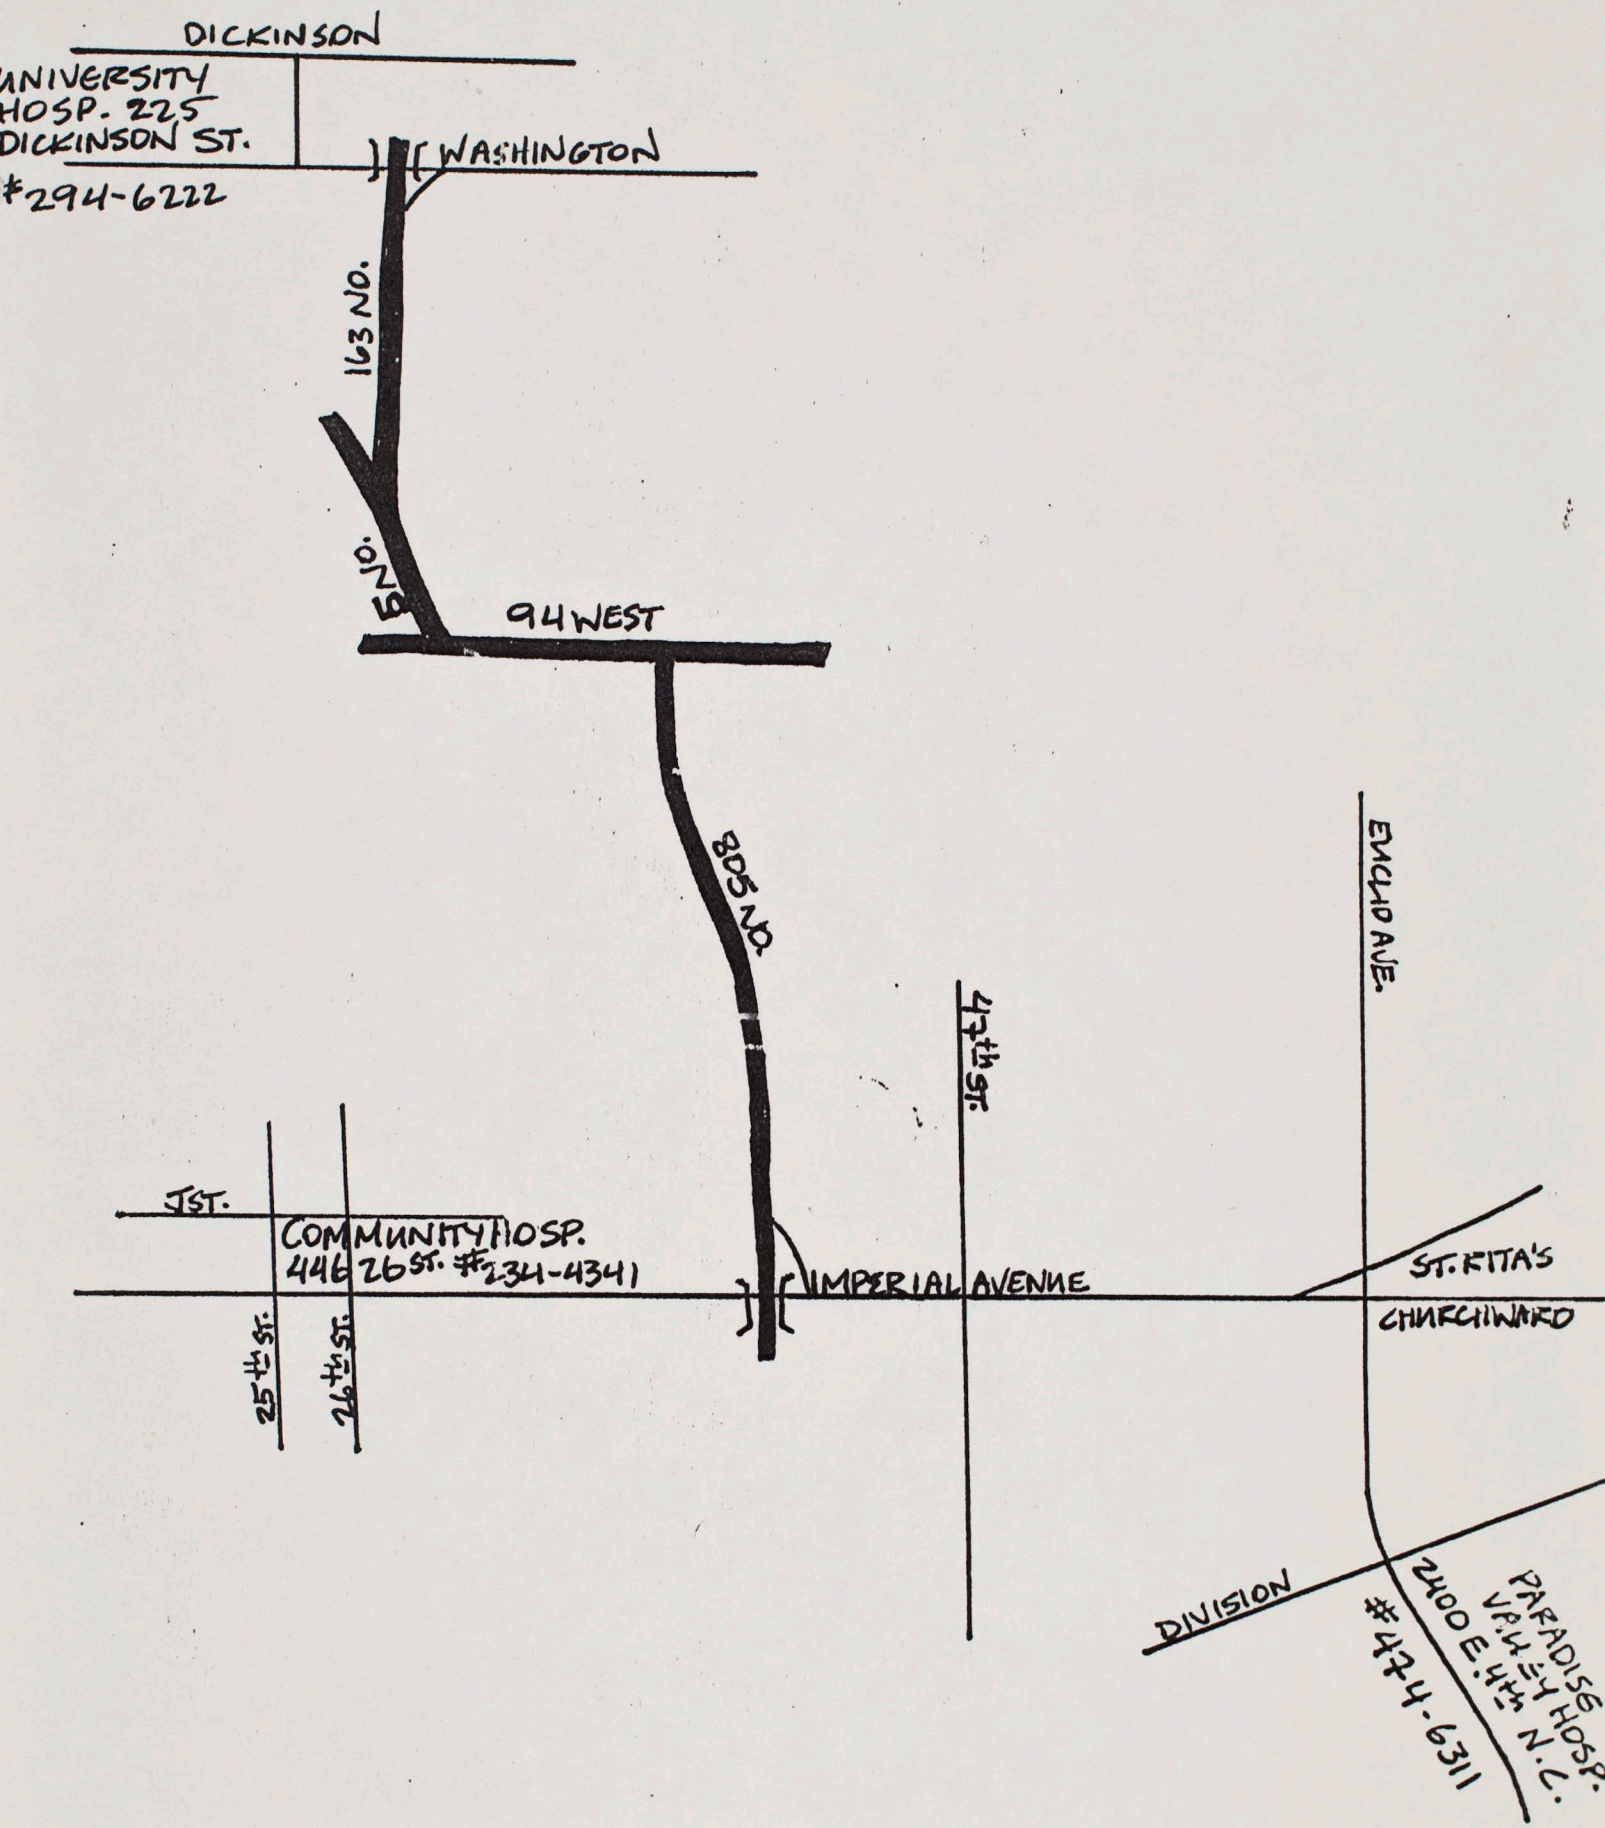 DICKINSON
UNIVERSITY
HOSP. 225
DICKINSON ST.
#294-6222
WASHINGTON
163 NO.
5 NO.
94 WEST
805 NO.
EUCLID AVE.
47th ST.
J ST.
COMMUNITY HOSP.
446 26 ST. #234-4341
IMPERIAL AVENUE
25th ST.
26th ST.
ST. RITA'S
CHURCHWARD
DIVISION
PARADISE
VALLEY HOSP.
2400 E. 4th N.C.
#474-6311